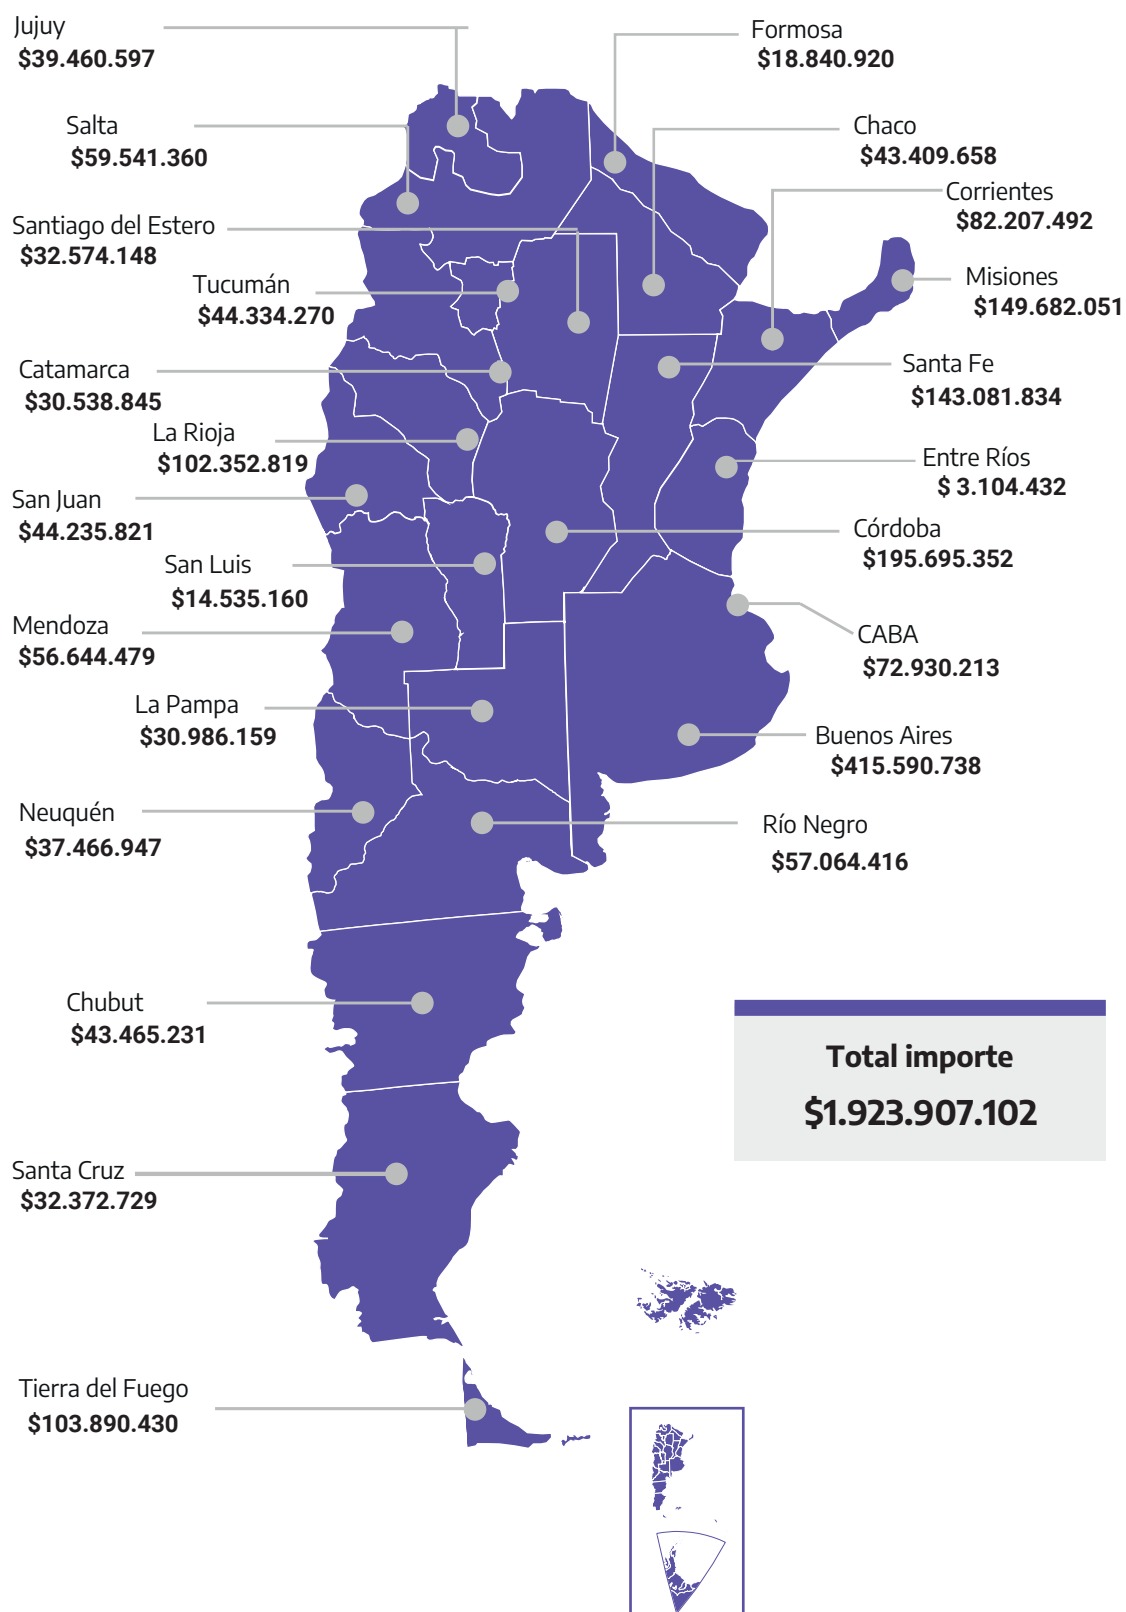 Jujuy
$39.460.597
Formosa
$18.840.920
Salta
$59.541.360
Chaco
$43.409.658
Corrientes
$82.207.492
Santiago del Estero
$32.574.148
Misiones
$149.682.051
Tucumán
$44.334.270
Santa Fe
$143.081.834
Catamarca
$30.538.845
La Rioja
$102.352.819
Entre Ríos
$ 3.104.432
San Juan
$44.235.821
Córdoba
$195.695.352
San Luis
$14.535.160
Mendoza
$56.644.479
CABA
$72.930.213
La Pampa
$30.986.159
Buenos Aires
$415.590.738
Neuquén
$37.466.947
Río Negro
$57.064.416
Chubut
$43.465.231
Total importe
$1.923.907.102
Santa Cruz
$32.372.729
Tierra del Fuego
$103.890.430